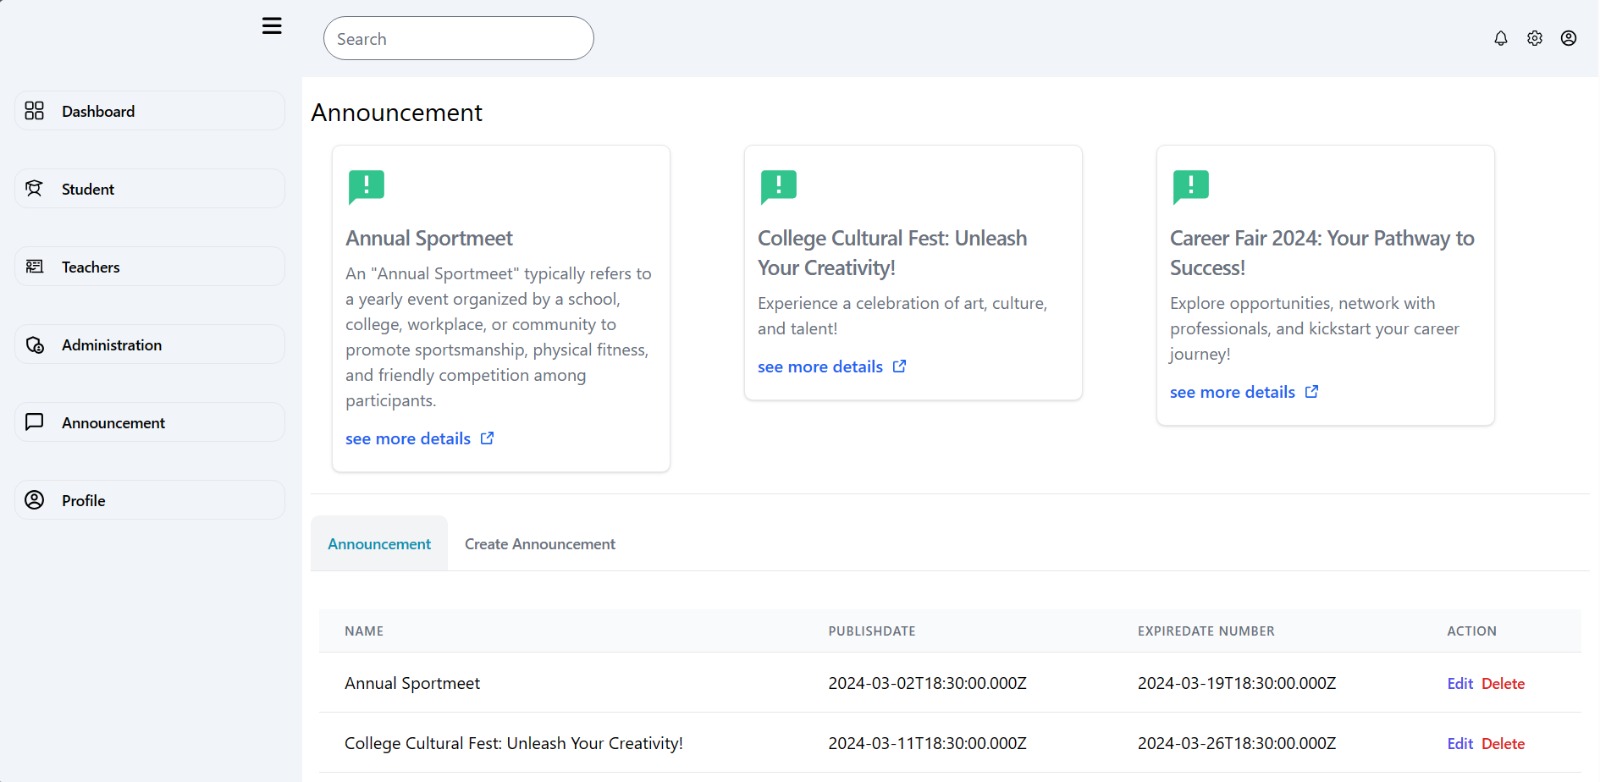 Search
Dashboard
Student
Teachers
Administration
Announcement
Profile
Announcement
Annual Sportmeet
An "Annual Sportmeet" typically refers to
a yearly event organized by a school,
college, workplace, or community to
promote sportsmanship, physical fitness,
and friendly competition among
participants.
see more details
College Cultural Fest: Unleash
Your Creativity!
Experience a celebration of art, culture,
and talent!
see more details
Career Fair 2024: Your Pathway to
Success!
Explore opportunities, network with
professionals, and kickstart your career
journey!
see more details
Announcement Create Announcement
NAME PUBLISHDATE EXPIREDATE NUMBER ACTION
Annual Sportmeet 2024-03-02T18:30:00.000Z 2024-03-19T18:30:00.000Z Edit Delete
College Cultural Fest: Unleash Your Creativity! 2024-03-11T18:30:00.000Z 2024-03-26T18:30:00.000Z Edit Delete